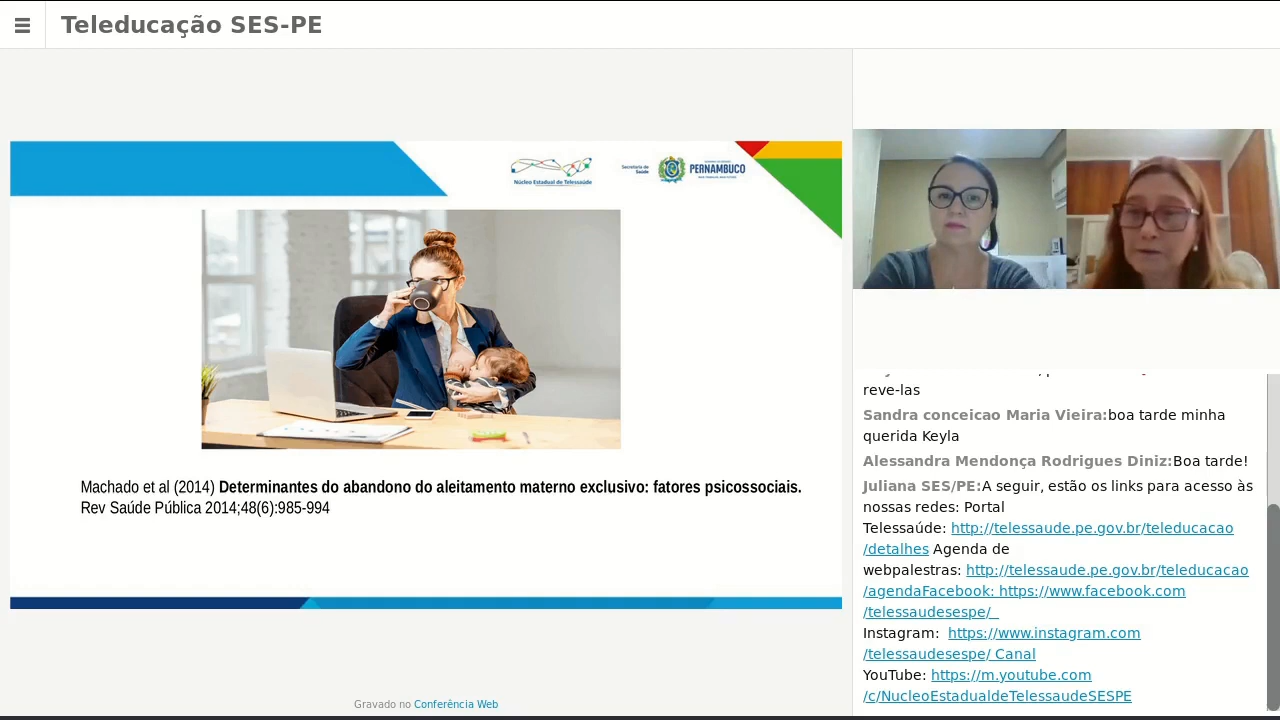 Teleducação SES-PE
Núcleo Estadual de Telessaúde
Secretaria de
Saúde
PERNAMBUCO
Machado et al (2014) Determinantes do abandono do aleitamento materno exclusivo: fatores psicossociais.
Rev Saúde Pública 2014;48(6):985-994
Gravado no Conferência Web
reve-las
Sandra conceicao Maria Vieira:boa tarde minha
querida Keyla
Alessandra Mendonça Rodrigues Diniz:Boa tarde!
Juliana SES/PE:A seguir, estão os links para acesso às
nossas redes: Portal
Telessaúde: http://telessaude.pe.gov.br/teleducacao
/detalhes Agenda de
webpalestras: http://telessaude.pe.gov.br/teleducacao
/agendaFacebook: https://www.facebook.com
/telessaudesespe/
Instagram: https://www.instagram.com
/telessaudesespe/ Canal
YouTube: https://m.youtube.com
/c/NucleoEstadualdeTelessaudeSESPE